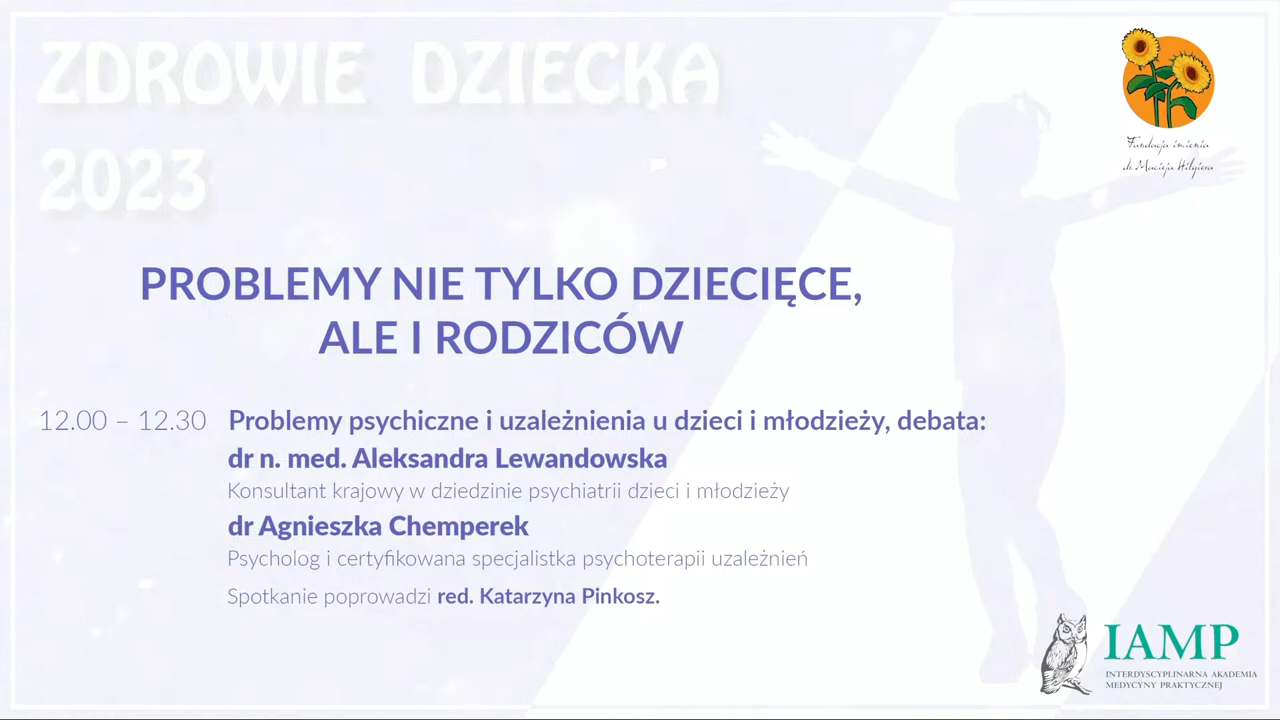 ZDROWIE DZIECKA
2023
Fundacja imienia
dr Macieja Hilgiera
PROBLEMY NIE TYLKO DZIECIĘCE,
ALE I RODZICÓW
12.00 – 12.30 Problemy psychiczne i uzależnienia u dzieci i młodzieży, debata:
dr n. med. Aleksandra Lewandowska
Konsultant krajowy w dziedzinie psychiatrii dzieci i młodzieży
dr Agnieszka Chemperek
Psycholog i certyfikowana specjalistka psychoterapii uzależnień
Spotkanie poprowadzi red. Katarzyna Pinkosz.
IAMP
INTERDYSCYPLINARNA AKADEMIA
MEDYCYNY PRAKTYCZNEJ